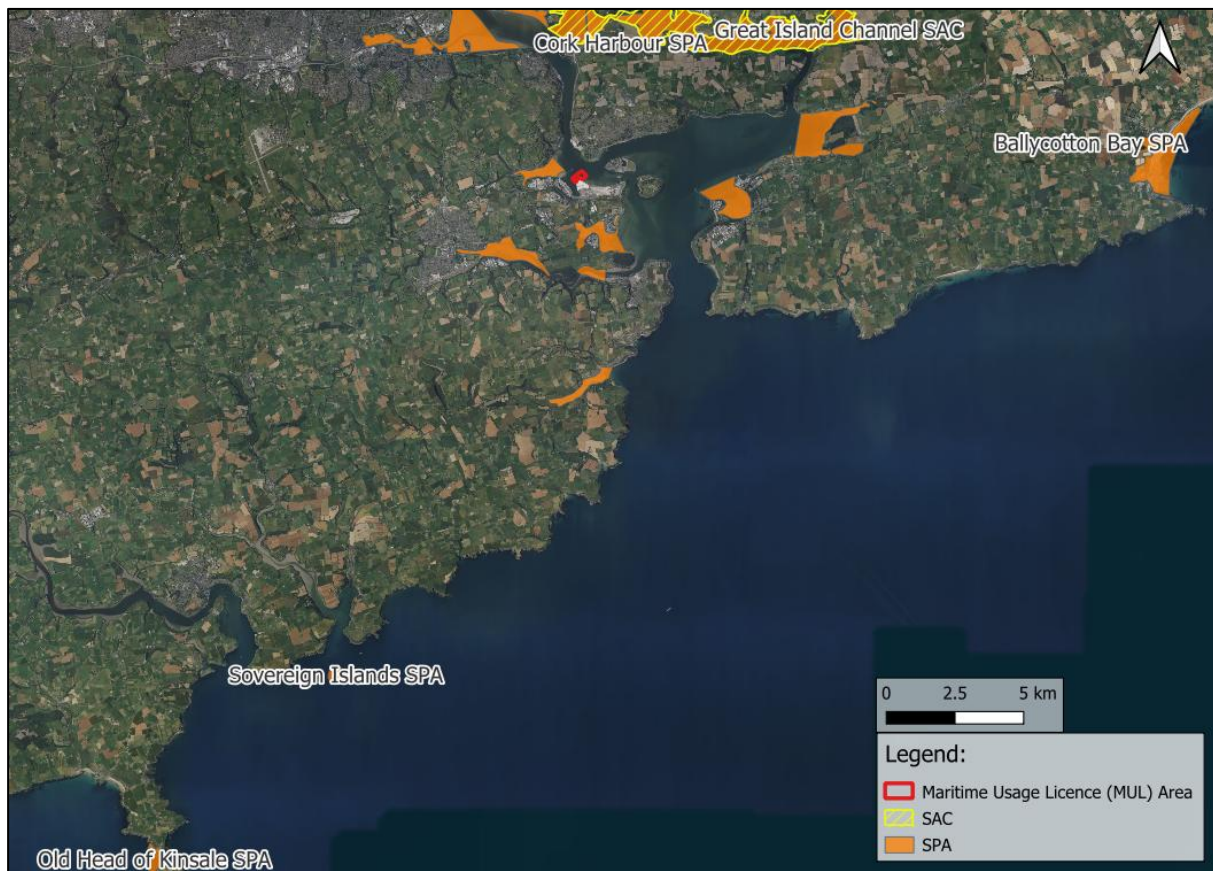 Great Island Channel SAC
Cork Harbour SPA
Ballycotton Bay SPA
Sovereign Islands SPA
Old Head of Kinsale SPA
0 2.5 5 km
Legend:
Maritime Usage Licence (MUL) Area
SAC
SPA